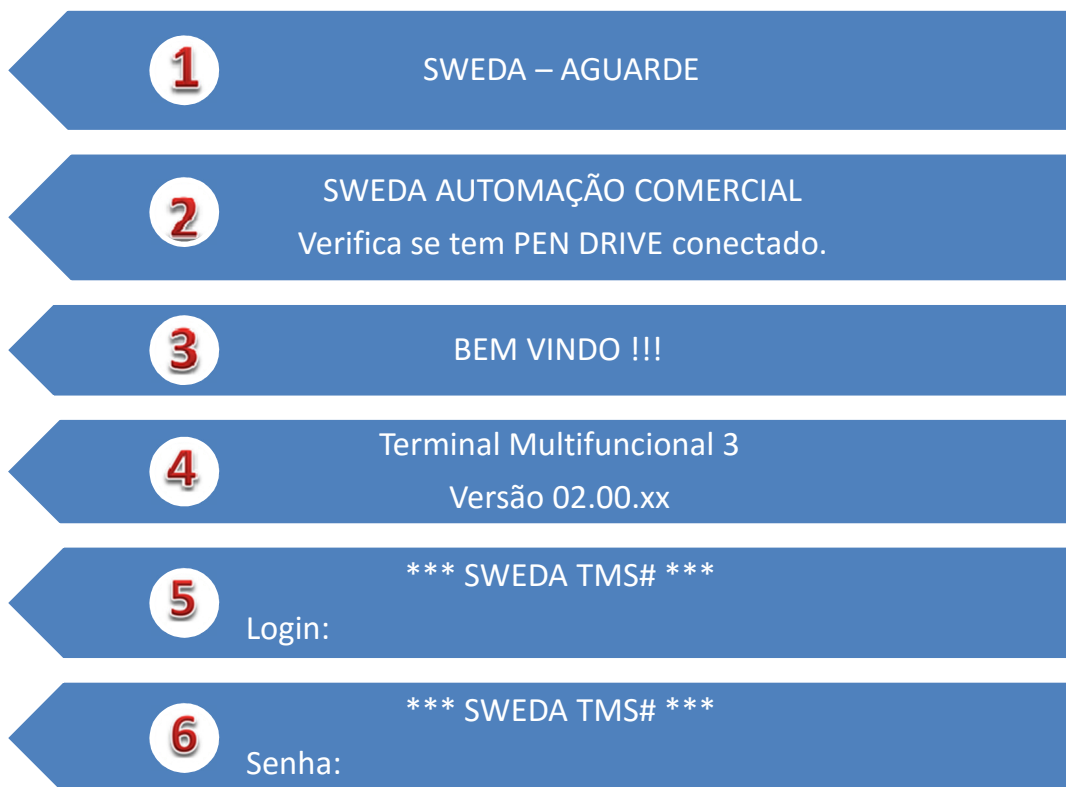 1
SWEDA – AGUARDE
2
SWEDA AUTOMAÇÃO COMERCIAL
Verifica se tem PEN DRIVE conectado.
3
BEM VINDO !!!
4
Terminal Multifuncional 3
Versão 02.00.xx
5
*** SWEDA TMS# ***
Login:
6
*** SWEDA TMS# ***
Senha: